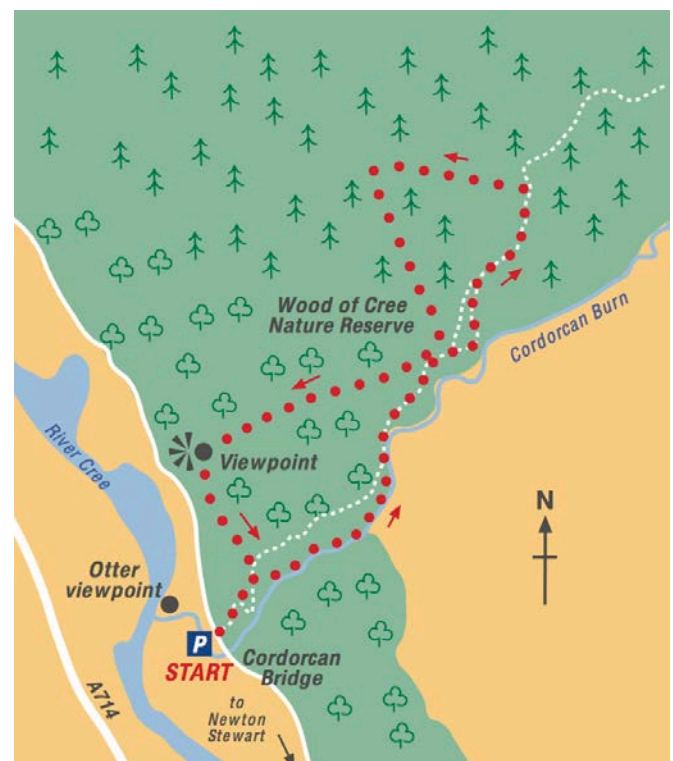 Wood of Cree
Nature Reserve
Cordorcan Burn
River Cree
Viewpoint
N
Otter
viewpoint
P
START
Cordorcan
Bridge
A714
to
Newton
Stewart